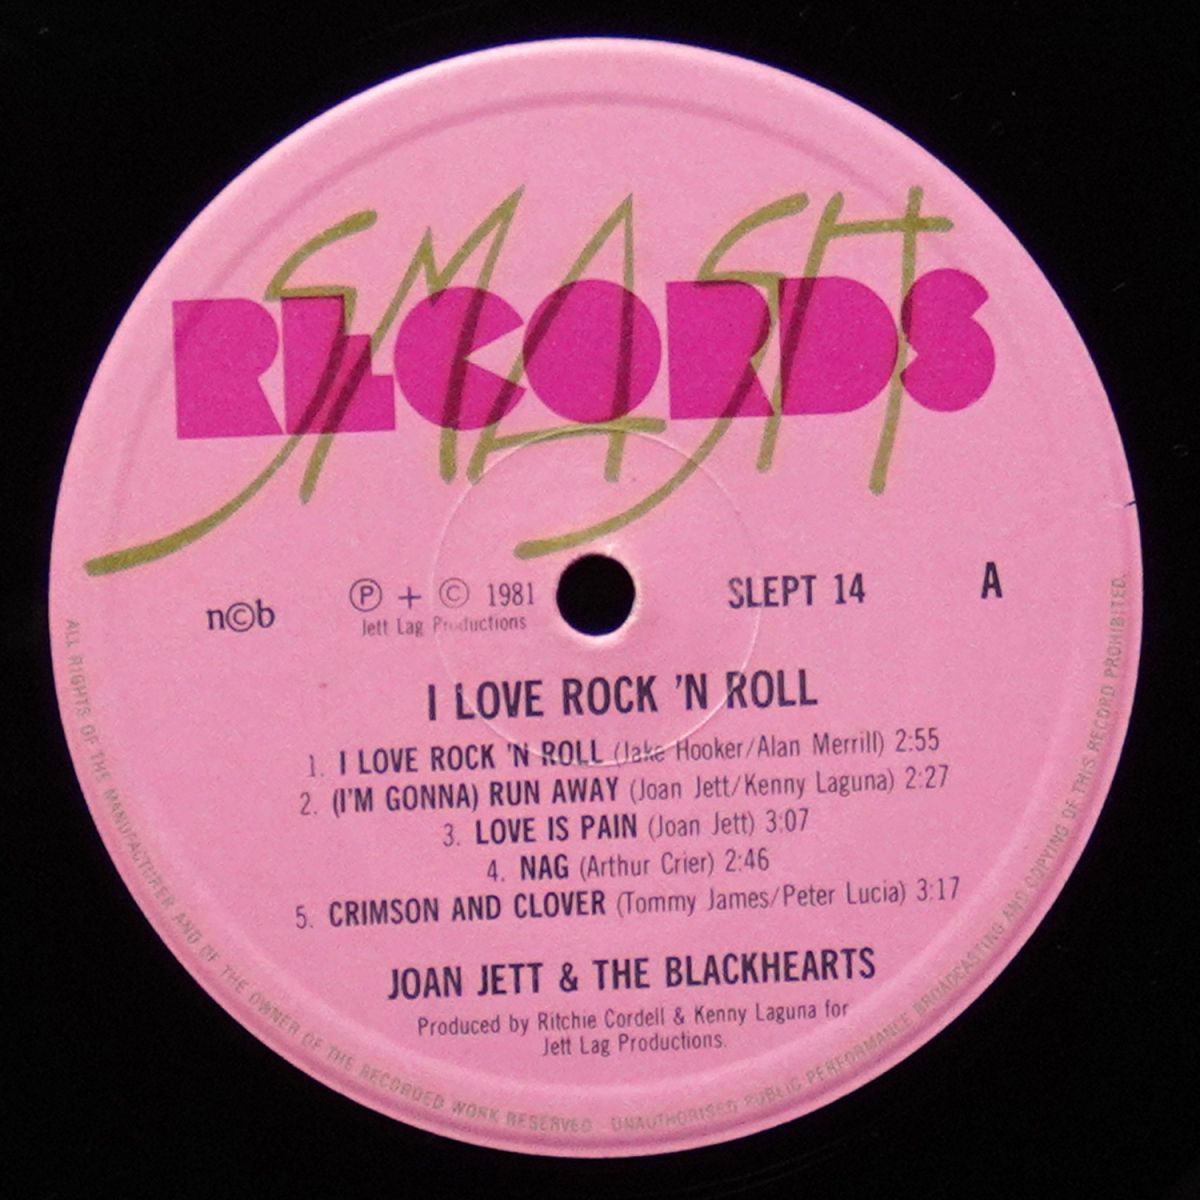 SMASH
RECORDS
n©b
Ⓟ + © 1981
Jett Lag Productions
SLEPT 14
A
I LOVE ROCK 'N ROLL
1. I LOVE ROCK 'N ROLL (Jake Hooker/Alan Merrill) 2:55
2. (I'M GONNA) RUN AWAY (Joan Jett/Kenny Laguna) 2:27
3. LOVE IS PAIN (Joan Jett) 3:07
4. NAG (Arthur Crier) 2:46
5. CRIMSON AND CLOVER (Tommy James/Peter Lucia) 3:17
JOAN JETT & THE BLACKHEARTS
Produced by Ritchie Cordell & Kenny Laguna for
Jett Lag Productions.
ALL RIGHTS OF THE MANUFACTURER AND OF THE OWNER OF THE RECORDED WORK RESERVED. UNAUTHORISED PUBLIC PERFORMANCE BROADCASTING AND COPYING OF THIS RECORD PROHIBITED.